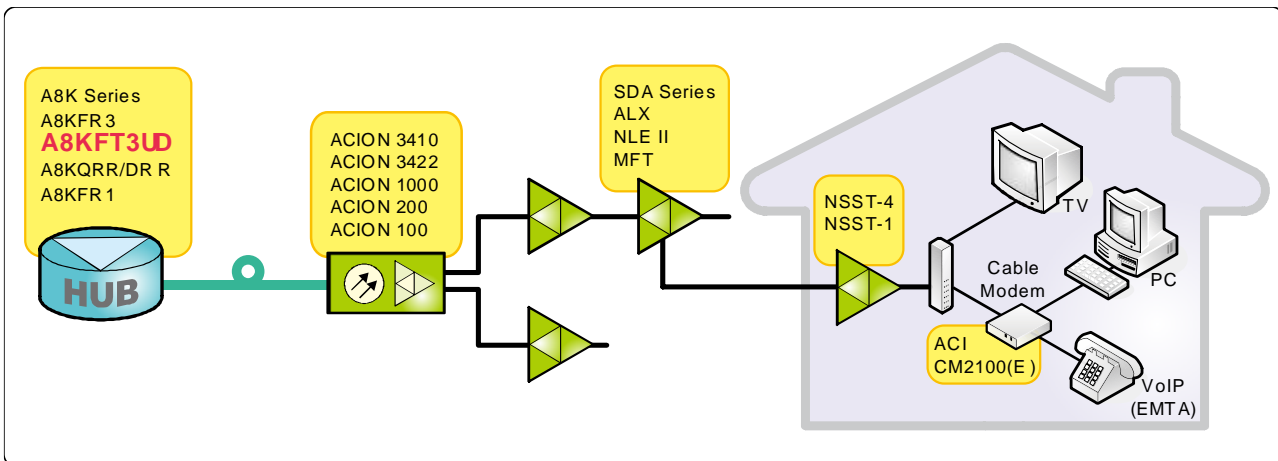 A8K Series
A8KFR3
A8KFT3UD
A8KQRR/DRR
A8KFR1
HUB
ACION 3410
ACION 3422
ACION 1000
ACION 200
ACION 100
SDA Series
ALX
NLE II
MFT
NSST-4
NSST-1
TV
PC
Cable
Modem
ACI
CM2100(E)
VoIP
(EMTA)